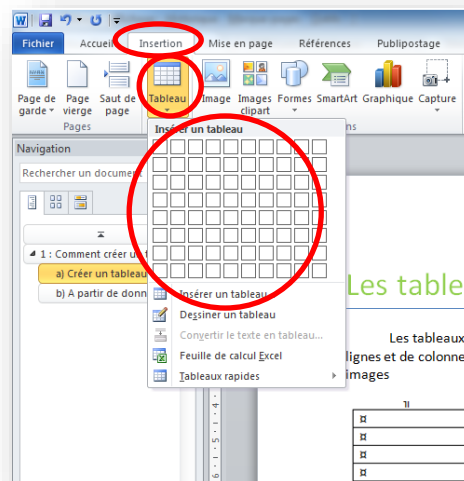 Fichier Accueil Insertion Mise en page Références Publipostage
Page de garde Page vierge Saut de page Tableau Image Images clipart Formes SmartArt Graphique Capture
Pages
Insérer un tableau
Navigation
Rechercher un document
1 : Comment créer un
a) Créer un tableau
b) A partir de donn
Insérer un tableau
Dessiner un tableau
Convertir le texte en tableau...
Feuille de calcul Excel
Tableaux rapides
Les table
Les tableaux
lignes et de colonne
images